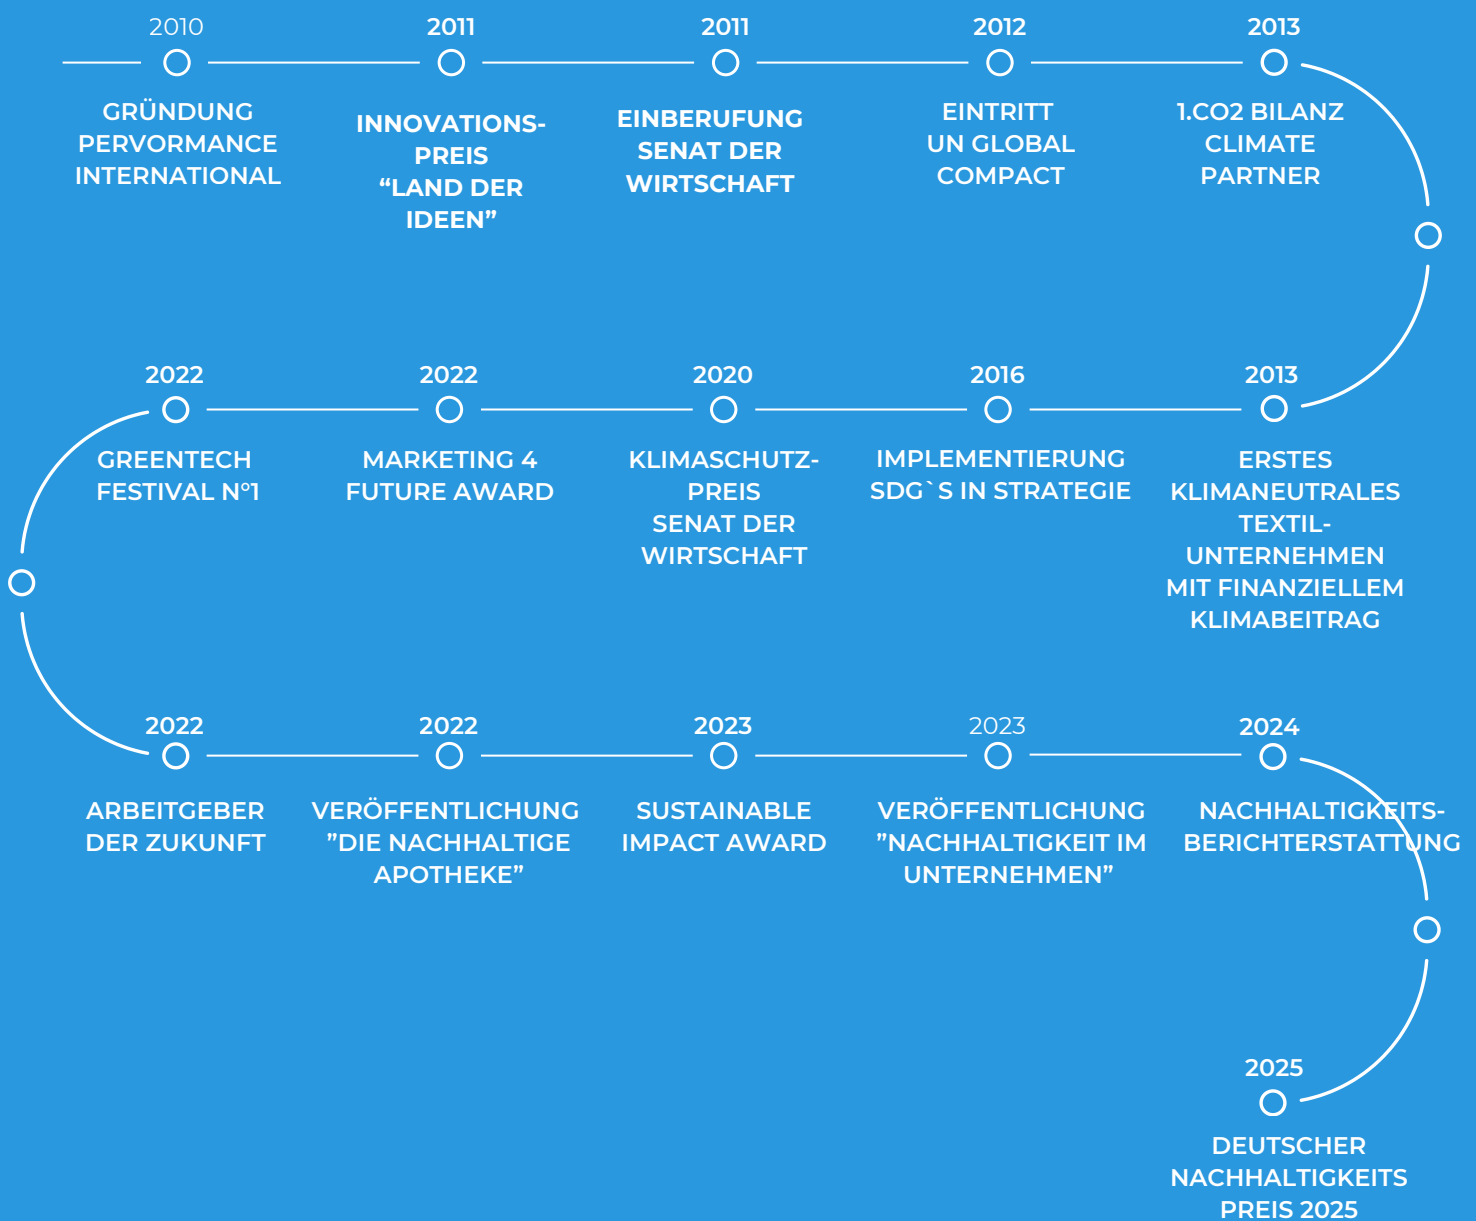 2010
GRÜNDUNG
PERVORMANCE
INTERNATIONAL
2011
INNOVATIONS-
PREIS
“LAND DER
IDEEN”
2011
EINBERUFUNG
SENAT DER
WIRTSCHAFT
2012
EINTRITT
UN GLOBAL
COMPACT
2013
1.CO2 BILANZ
CLIMATE
PARTNER
2013
ERSTES
KLIMANEUTRALES
TEXTIL-
UNTERNEHMEN
MIT FINANZIELLEM
KLIMABEITRAG
2016
IMPLEMENTIERUNG
SDG`S IN STRATEGIE
2020
KLIMASCHUTZ-
PREIS
SENAT DER
WIRTSCHAFT
2022
MARKETING 4
FUTURE AWARD
2022
GREENTECH
FESTIVAL N°1
2022
ARBEITGEBER
DER ZUKUNFT
2022
VERÖFFENTLICHUNG
”DIE NACHHALTIGE
APOTHEKE”
2023
SUSTAINABLE
IMPACT AWARD
2023
VERÖFFENTLICHUNG
”NACHHALTIGKEIT IM
UNTERNEHMEN”
2024
NACHHALTIGKEITS-
BERICHTERSTATTUNG
2025
DEUTSCHER
NACHHALTIGKEITS
PREIS 2025